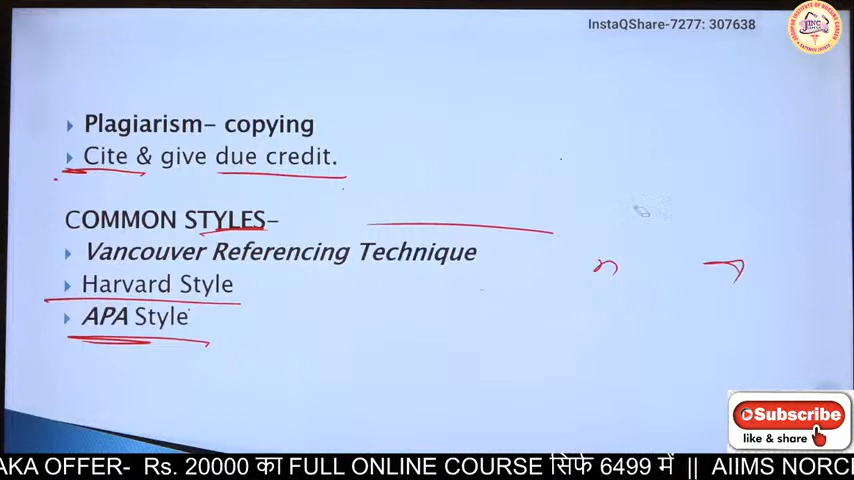 InstaQShare-7277: 307638
Plagiarism- copying
Cite & give due credit.
COMMON STYLES-
Vancouver Referencing Technique
Harvard Style
APA Style
Subscribe
like & share
AKA OFFER- Rs. 20000 का FULL ONLINE COURSE सिर्फ 6499 में || AIIMS NORC